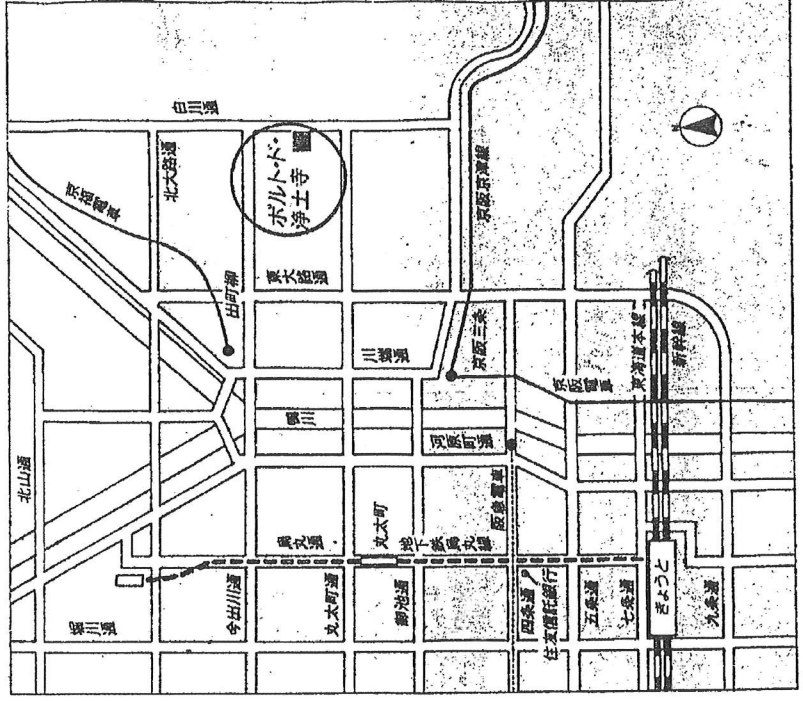 白川通
北大路通
京福電車
ポルト・ド・
浄土寺
出町柳
東大路通
京阪京津線
川端通
京阪三条
京阪電車
東海道本線
新幹線
鴨川
河原町通
阪急電車
北山通
烏丸通
丸太町
地下鉄烏丸線
堀川通
今出川通
丸太町通
御池通
四条通
住友信託銀行
五条通
七条通
きょうと
九条通